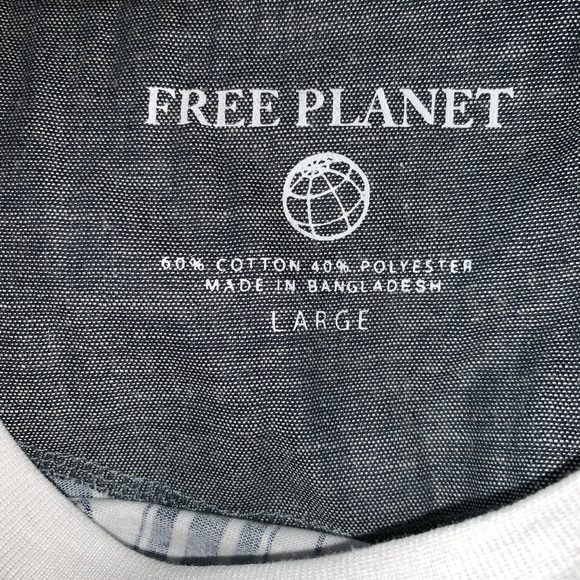 FREE PLANET
60% COTTON 40% POLYESTER
MADE IN BANGLADESH
LARGE